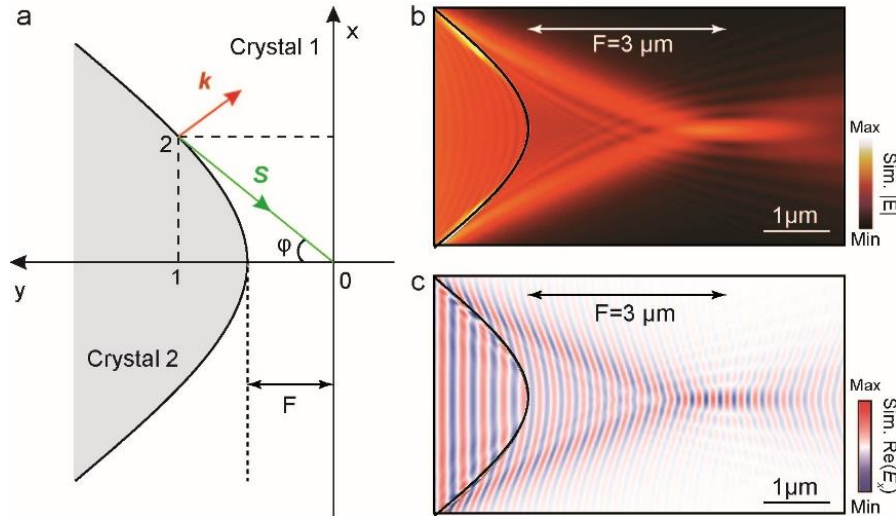 a
Crystal 1
x
k
2
S
φ
y
1
0
Crystal 2
F
b
F=3 μm
1μm
Max
Sim. |E|
Min
c
F=3 μm
1μm
Max
Sim. Re(Eₓ)
Min